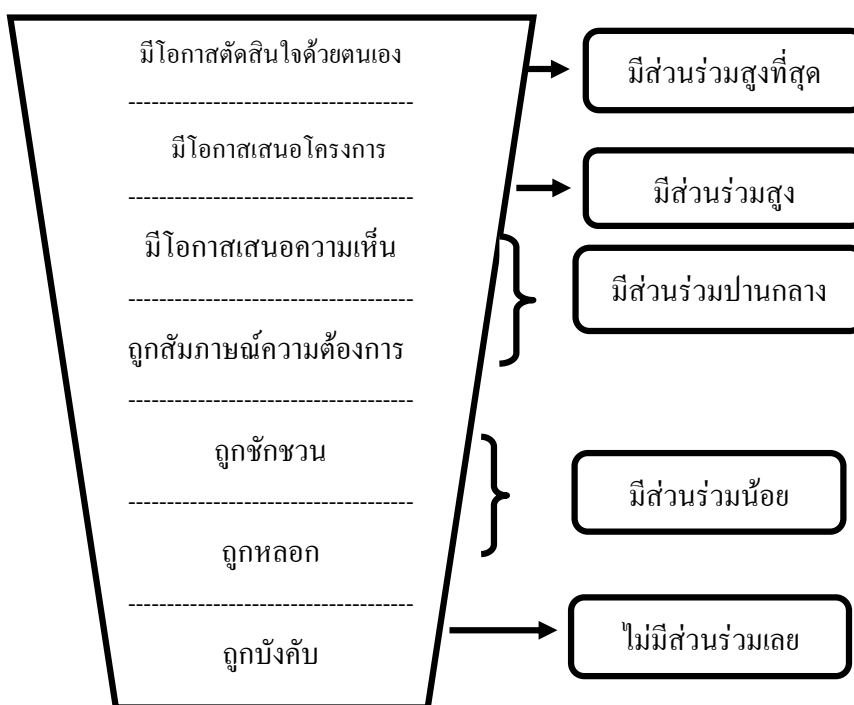 มีโอกาสตัดสินใจด้วยตนเอง
มีส่วนร่วมสูงที่สุด
มีโอกาสเสนอโครงการ
มีส่วนร่วมสูง
มีโอกาสเสนอความเห็น
มีส่วนร่วมปานกลาง
ถูกสัมภาษณ์ความต้องการ
ถูกชักชวน
มีส่วนร่วมน้อย
ถูกหลอก
ไม่มีส่วนร่วมเลย
ถูกบังคับ